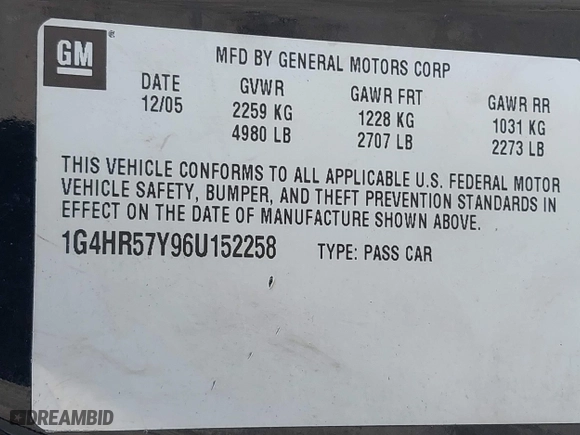 GM
MFD BY GENERAL MOTORS CORP
DATE GVWR GAWR FRT GAWR RR
12/05 2259 KG 1228 KG 1031 KG
4980 LB 2707 LB 2273 LB
THIS VEHICLE CONFORMS TO ALL APPLICABLE U.S. FEDERAL MOTOR
VEHICLE SAFETY, BUMPER, AND THEFT PREVENTION STANDARDS IN
EFFECT ON THE DATE OF MANUFACTURE SHOWN ABOVE.
1G4HR57Y96U152258 TYPE: PASS CAR
DREAMBID